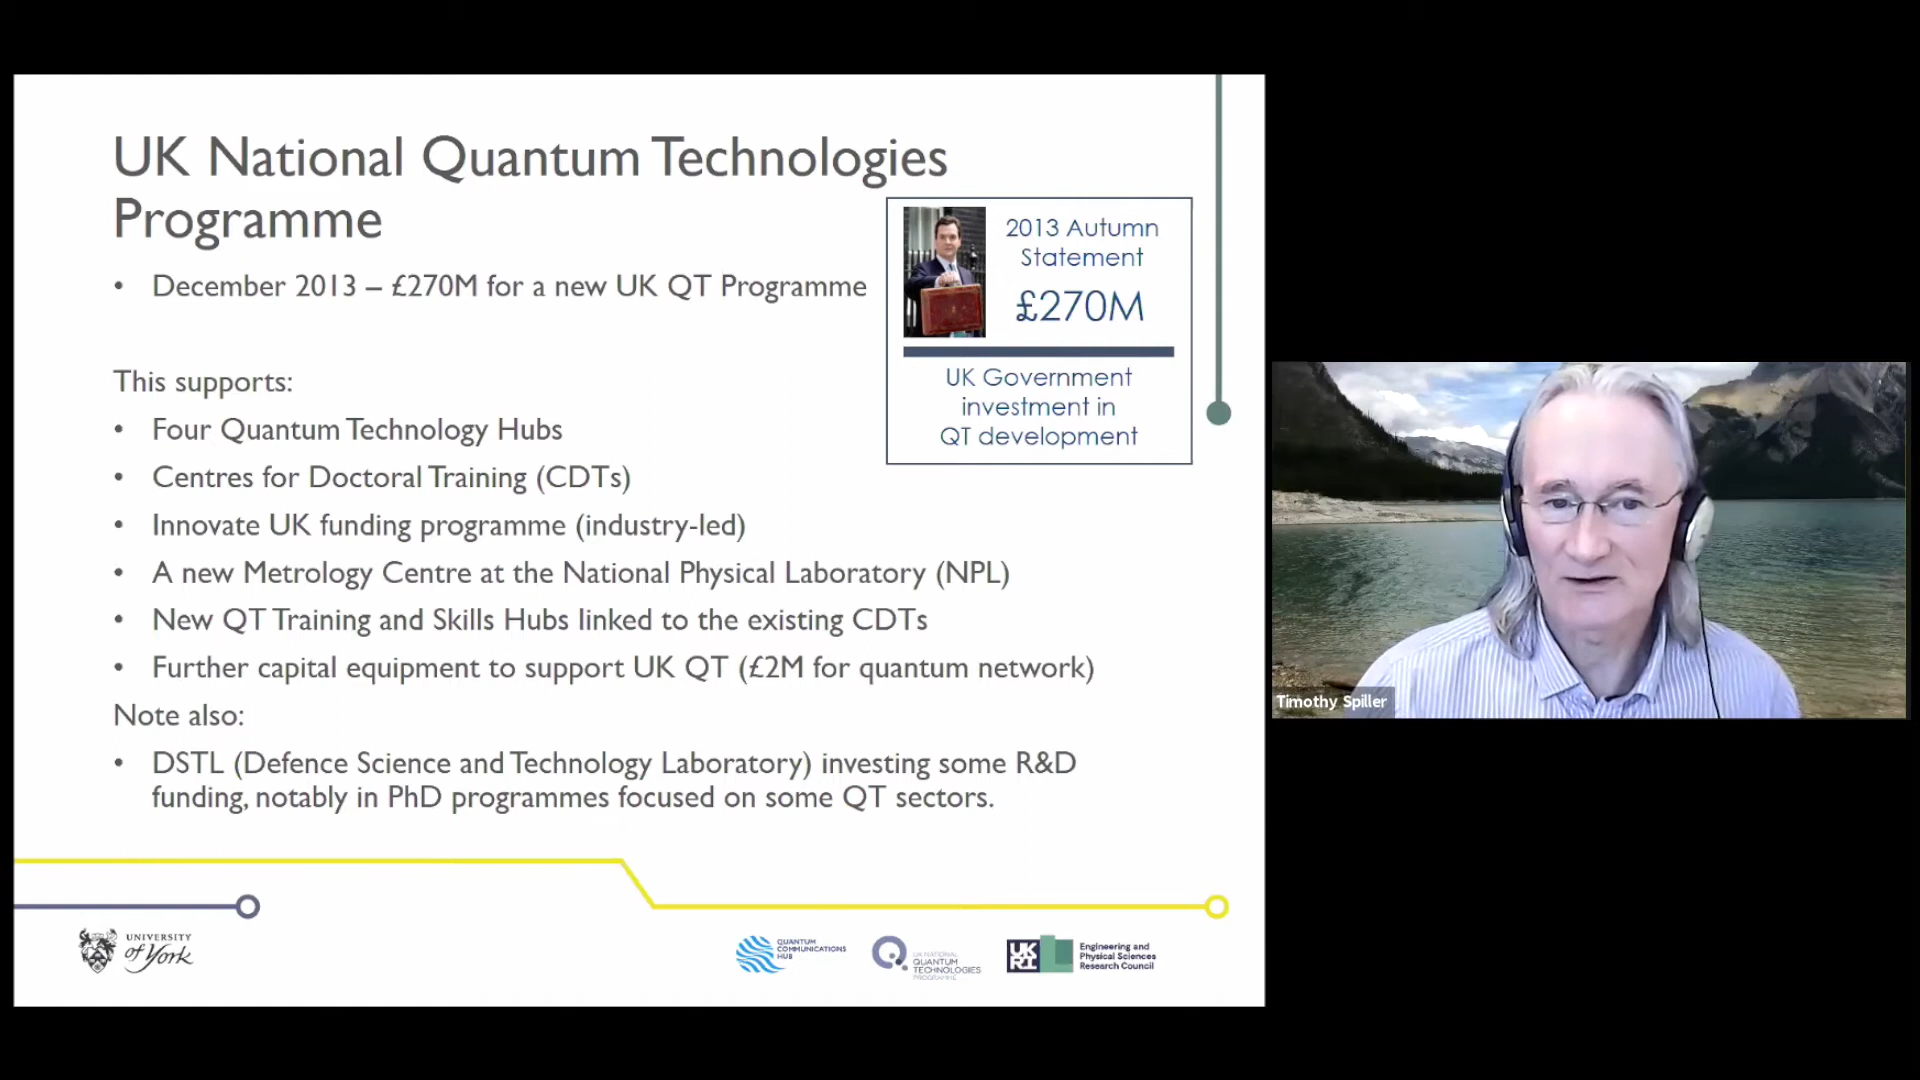 UK National Quantum Technologies
Programme
• December 2013 – £270M for a new UK QT Programme
2013 Autumn
Statement
£270M
UK Government
investment in
QT development
This supports:
• Four Quantum Technology Hubs
• Centres for Doctoral Training (CDTs)
• Innovate UK funding programme (industry-led)
• A new Metrology Centre at the National Physical Laboratory (NPL)
• New QT Training and Skills Hubs linked to the existing CDTs
• Further capital equipment to support UK QT (£2M for quantum network)
Note also:
• DSTL (Defence Science and Technology Laboratory) investing some R&D
funding, notably in PhD programmes focused on some QT sectors.
UNIVERSITY
of York
QUANTUM
COMMUNICATIONS
HUB
UK NATIONAL
QUANTUM
TECHNOLOGIES
PROGRAMME
UKRI
Engineering and
Physical Sciences
Research Council
Timothy Spiller